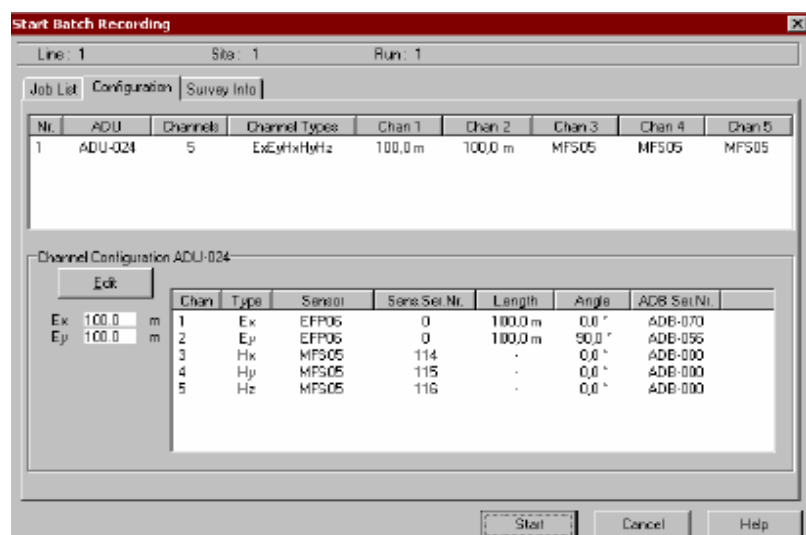 Start Batch Recording
Line: 1 Site: 1 Run: 1
Job List Configuration Survey Info
Nr. ADU Channels Channel Types Chan 1 Chan 2 Chan 3 Chan 4 Chan 5
1 ADU-024 5 ExEyHxHyHz 100,0 m 100,0 m MFS05 MFS05 MFS05
Channel Configuration ADU-024
Edit
Chan Type Sensor Sens.Ser.Nr. Length Angle ADB Ser.Nr.
Ex 100.0 m 1 Ex EFP06 0 100,0 m 0,0 ° ADB-070
Ey 100.0 m 2 Ey EFP06 0 100,0 m 90,0 ° ADB-056
3 Hx MFS05 114 - 0,0 ° ADB-000
4 Hy MFS05 115 - 0,0 ° ADB-000
5 Hz MFS05 116 - 0,0 ° ADB-000
Start Cancel Help